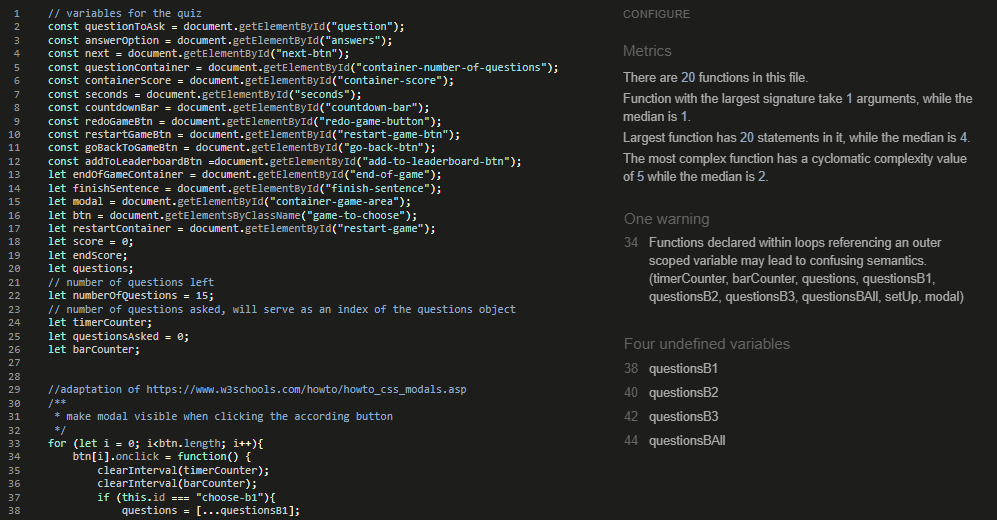 1 // variables for the quiz
2 const questionToAsk = document.getElementById("question");
3 const answerOption = document.getElementById("answers");
4 const next = document.getElementById("next-btn");
5 const questionContainer = document.getElementById("container-number-of-questions");
6 const containerScore = document.getElementById("container-score");
7 const seconds = document.getElementById("seconds");
8 const countdownBar = document.getElementById("countdown-bar");
9 const redoGameBtn = document.getElementById("redo-game-button");
10 const restartGameBtn = document.getElementById("restart-game-btn");
11 const goBackToGameBtn = document.getElementById("go-back-btn");
12 const addToLeaderboardBtn =document.getElementById("add-to-leaderboard-btn");
13 let endOfGameContainer = document.getElementById("end-of-game");
14 let finishSentence = document.getElementById("finish-sentence");
15 let modal = document.getElementById("container-game-area");
16 let btn = document.getElementsByClassName("game-to-choose");
17 let restartContainer = document.getElementById("restart-game");
18 let score = 0;
19 let endScore;
20 let questions;
21 // number of questions left
22 let numberOfQuestions = 15;
23 // number of questions asked, will serve as an index of the questions object
24 let timerCounter;
25 let questionsAsked = 0;
26 let barCounter;
27
28
29 //adaptation of https://www.w3schools.com/howto/howto_css_modals.asp
30 /**
31 * make modal visible when clicking the according button
32 */
33 for (let i = 0; i<btn.length; i++){
34 btn[i].onclick = function() {
35 clearInterval(timerCounter);
36 clearInterval(barCounter);
37 if (this.id === "choose-b1"){
38 questions = [...questionsB1];
CONFIGURE
Metrics
There are 20 functions in this file.
Function with the largest signature take 1 arguments, while the
median is 1.
Largest function has 20 statements in it, while the median is 4.
The most complex function has a cyclomatic complexity value
of 5 while the median is 2.
One warning
34 Functions declared within loops referencing an outer
scoped variable may lead to confusing semantics.
(timerCounter, barCounter, questions, questionsB1,
questionsB2, questionsB3, questionsBAll, setUp, modal)
Four undefined variables
38 questionsB1
40 questionsB2
42 questionsB3
44 questionsBAll